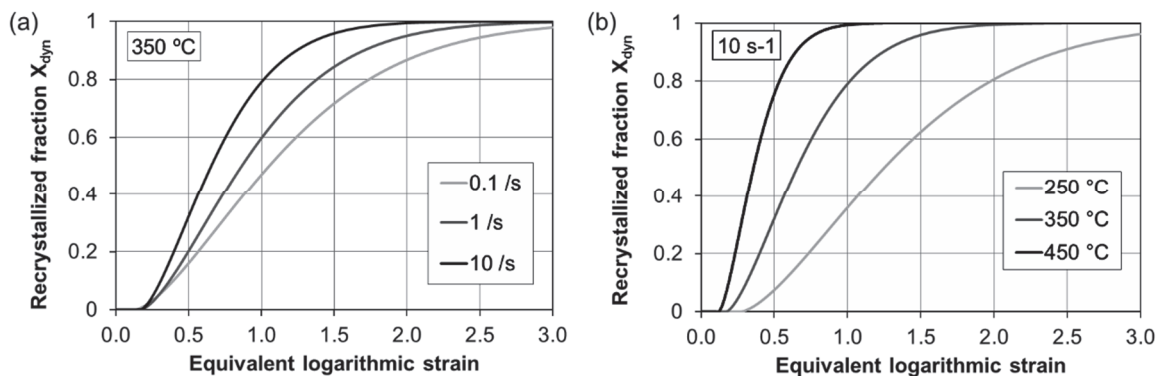 (a)
350 ºC
Recrystallized fraction X_dyn
1
0.8
0.6
0.4
0.2
0
0.0 0.5 1.0 1.5 2.0 2.5 3.0
Equivalent logarithmic strain
0.1 /s
1 /s
10 /s
(b)
10 s-1
Recrystallized fraction X_dyn
1
0.8
0.6
0.4
0.2
0
0.0 0.5 1.0 1.5 2.0 2.5 3.0
Equivalent logarithmic strain
250 °C
350 °C
450 °C